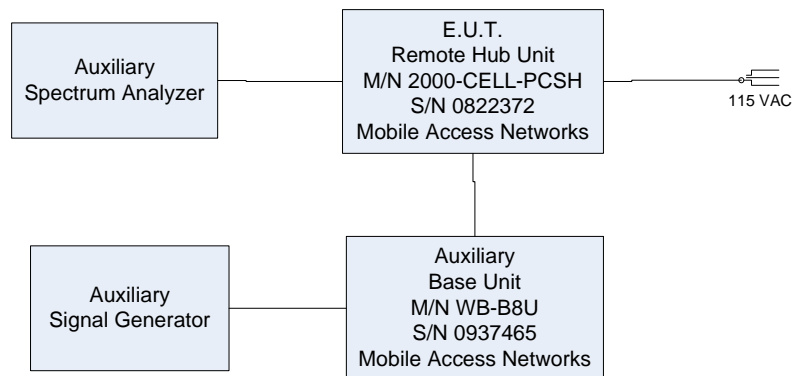 Auxiliary
Spectrum Analyzer
E.U.T.
Remote Hub Unit
M/N 2000-CELL-PCSH
S/N 0822372
Mobile Access Networks
115 VAC
Auxiliary
Signal Generator
Auxiliary
Base Unit
M/N WB-B8U
S/N 0937465
Mobile Access Networks